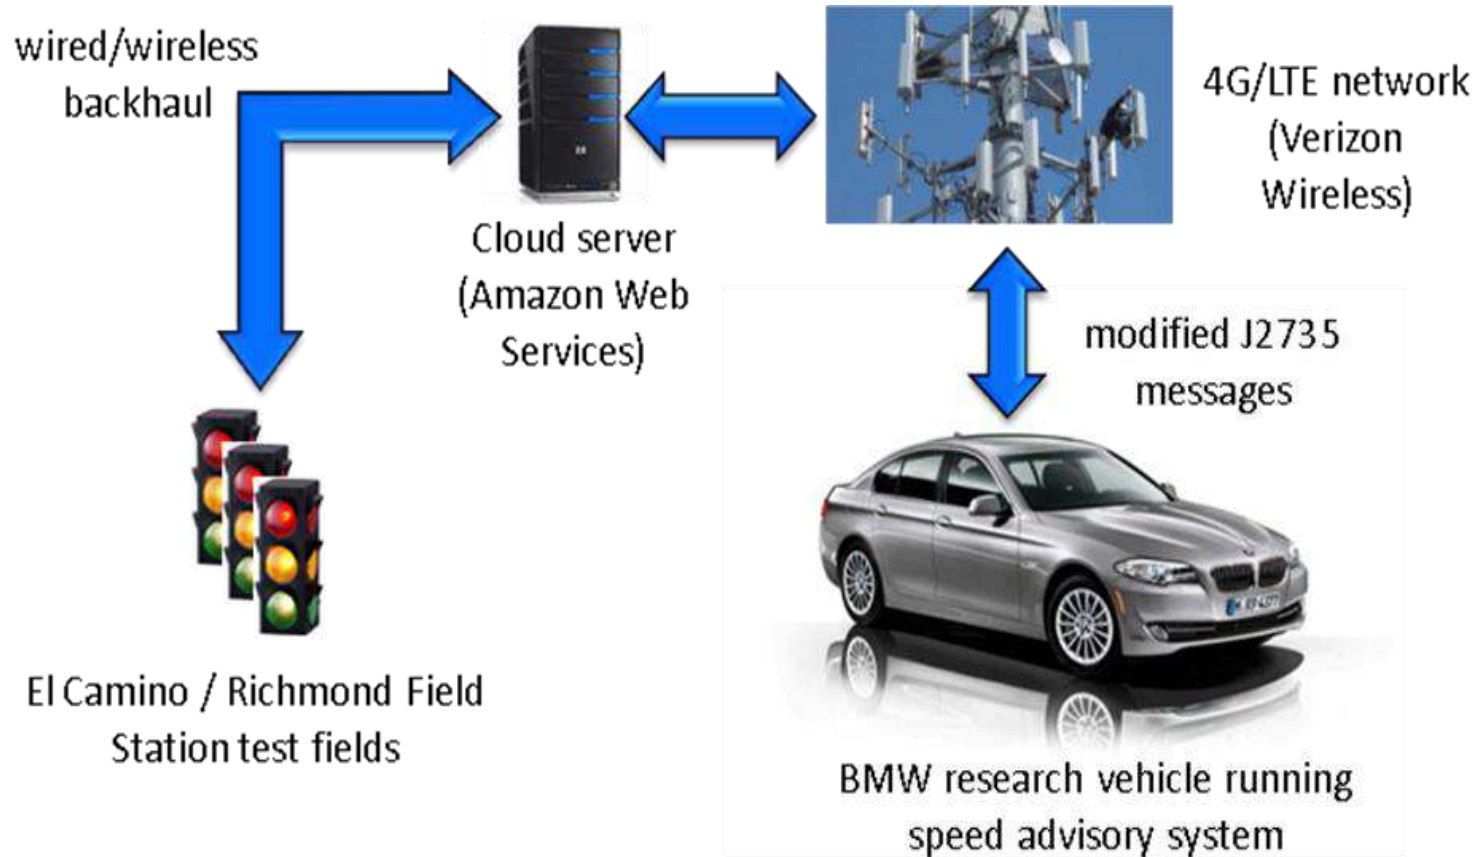 wired/wireless
backhaul
4G/LTE network
(Verizon
Wireless)
Cloud server
(Amazon Web
Services)
modified J2735
messages
El Camino / Richmond Field
Station test fields
BMW research vehicle running
speed advisory system